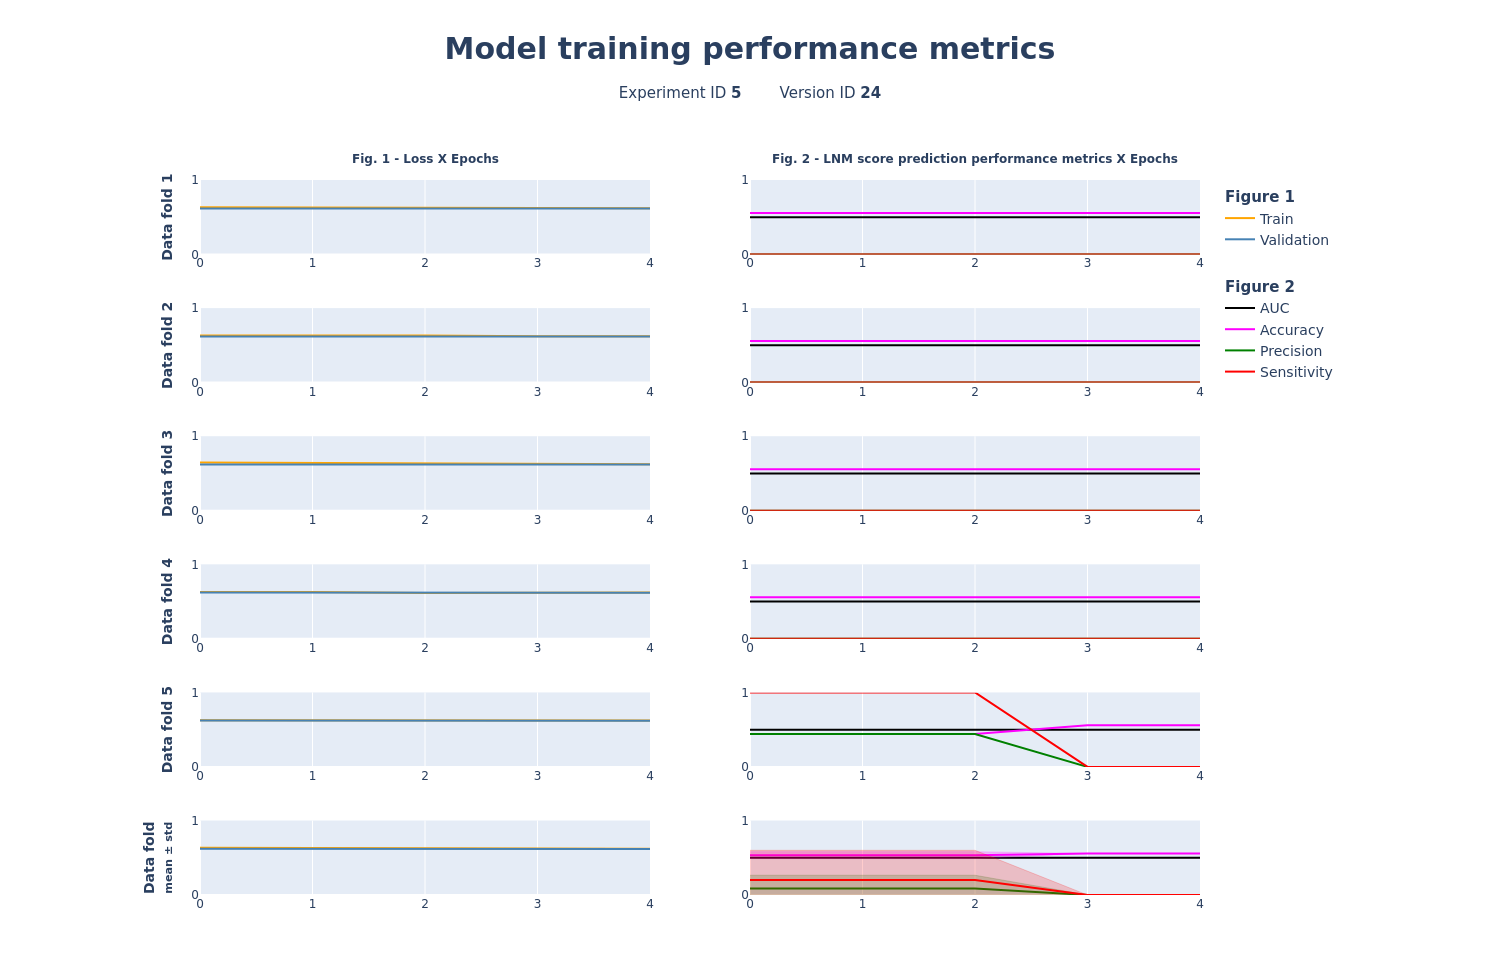 Model training performance metrics
Experiment ID 5 Version ID 24
Fig. 1 - Loss X Epochs
Fig. 2 - LNM score prediction performance metrics X Epochs
Data fold 1
1
0
0 1 2 3 4
1
0
0 1 2 3 4
Data fold 2
1
0
0 1 2 3 4
1
0
0 1 2 3 4
Data fold 3
1
0
0 1 2 3 4
1
0
0 1 2 3 4
Data fold 4
1
0
0 1 2 3 4
1
0
0 1 2 3 4
Data fold 5
1
0
0 1 2 3 4
1
0
0 1 2 3 4
Data fold
mean ± std
1
0
0 1 2 3 4
1
0
0 1 2 3 4
Figure 1
Train
Validation
Figure 2
AUC
Accuracy
Precision
Sensitivity